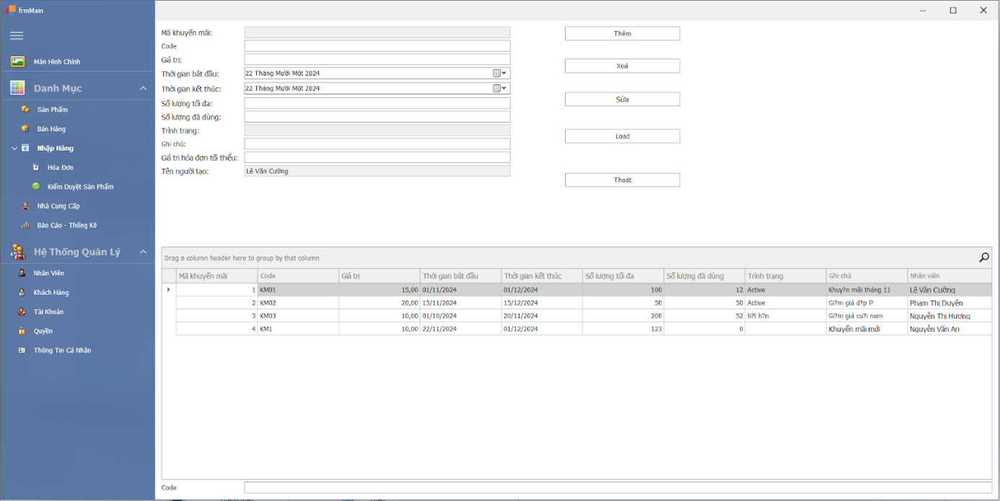 frmMain
Màn Hình Chính
Danh Mục
Sản Phẩm
Bán Hàng
Nhập Hàng
Hóa Đơn
Kiểm Duyệt Sản Phẩm
Nhà Cung Cấp
Báo Cáo - Thống Kê
Hệ Thống Quản Lý
Nhân Viên
Khách Hàng
Tài Khoản
Quyền
Thông Tin Cá Nhân
Mã khuyến mãi:
Code
Giá trị:
Thời gian bắt đầu: 22 Tháng Mười Một 2024
Thời gian kết thúc: 22 Tháng Mười Một 2024
Số lượng tối đa:
Số lượng đã dùng:
Trình trạng:
Ghi chú:
Giá trị hóa đơn tối thiểu:
Tên người tạo: Lê Văn Cường
Thêm
Xoá
Sửa
Load
Thoát
Drag a column header here to group by that column
Mã khuyến mãi Code Giá trị Thời gian bắt đầu Thời gian kết thúc Số lượng tối đa Số lượng đã dùng Trình trạng Ghi chú Nhân viên
1 KM01 15,00 01/11/2024 01/12/2024 100 12 Active Khuy?n mãi tháng 11 Lê Văn Cường
2 KM02 20,00 15/11/2024 15/12/2024 50 50 Active Gi?m giá d?p l? Phạm Thị Duyên
3 KM03 10,00 01/10/2024 20/11/2024 200 52 h?t h?n Gi?m giá cu?i nam Nguyễn Thị Hương
4 KM1 10,00 22/11/2024 01/12/2024 123 0 Khuyến mãi mới Nguyễn Văn An
Code